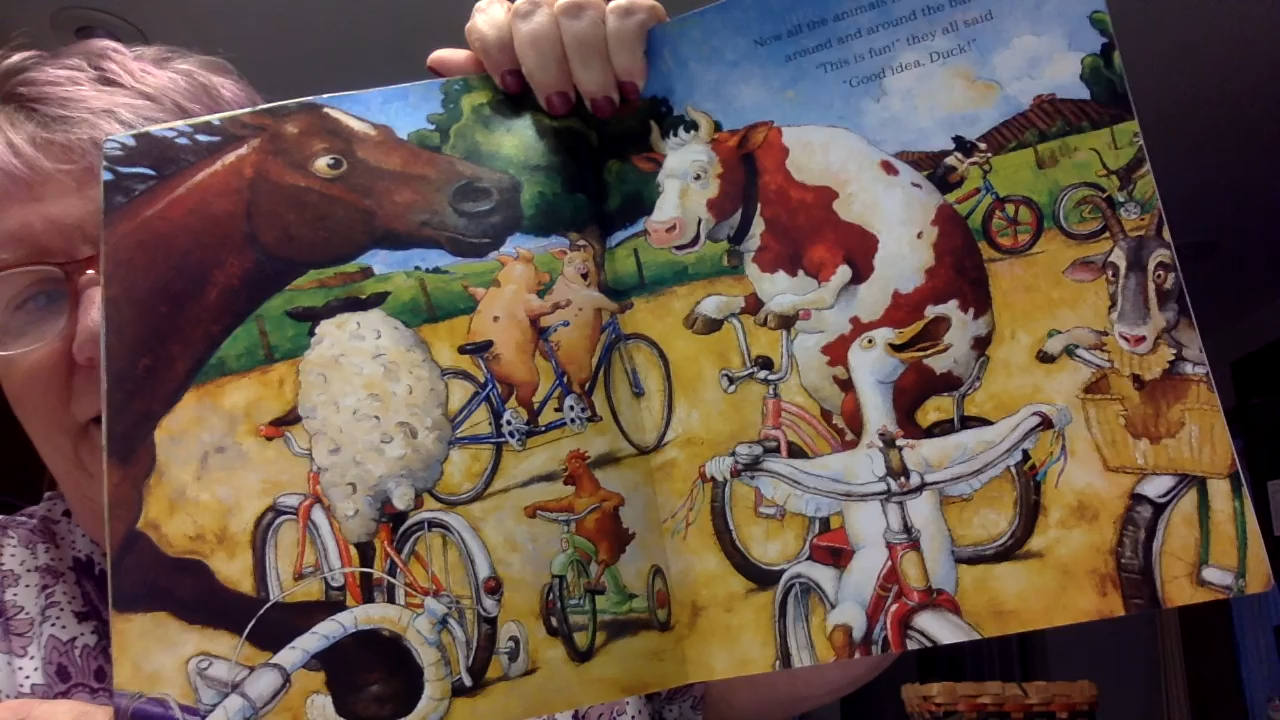 Now all the animals
around and around the
"This is fun!" they all said
"Good idea, Duck!"